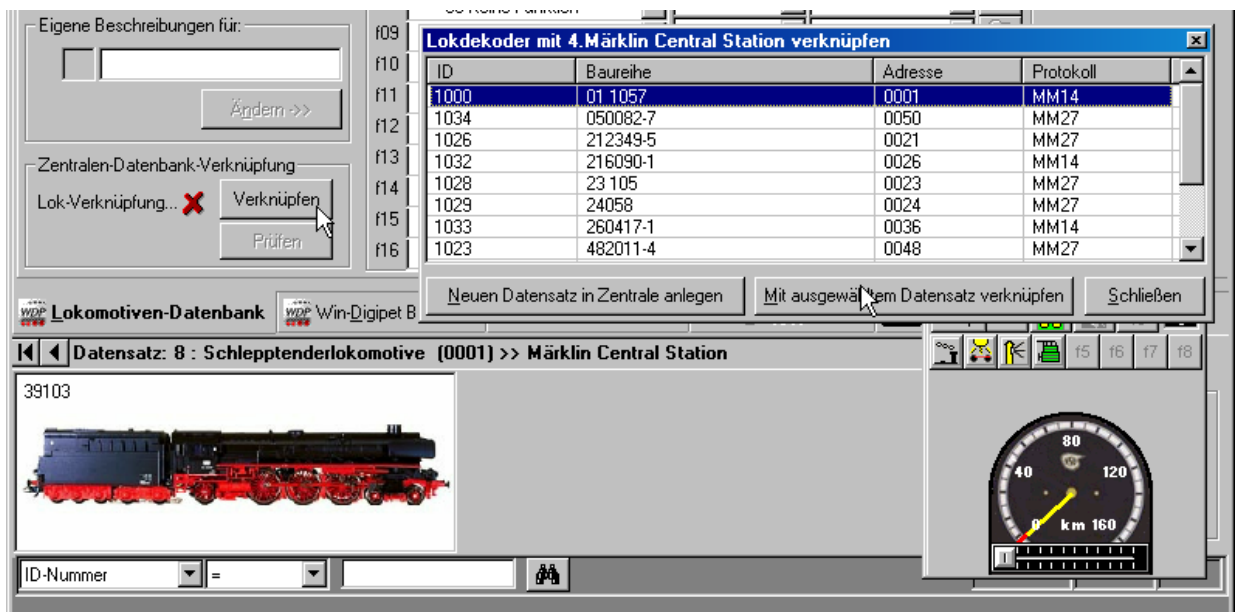 Eigene Beschreibungen für:
Ändern ->>
Zentralen-Datenbank-Verknüpfung
Lok-Verknüpfung...
Verknüpfen
Prüfen
f09
f10
f11
f12
f13
f14
f15
f16
Lokdekoder mit 4.Märklin Central Station verknüpfen
ID Baureihe Adresse Protokoll
1000 01 1057 0001 MM14
1034 050082-7 0050 MM27
1026 212349-5 0021 MM27
1032 216090-1 0026 MM14
1028 23 105 0023 MM27
1029 24058 0024 MM27
1033 260417-1 0036 MM14
1023 482011-4 0048 MM27
Neuen Datensatz in Zentrale anlegen Mit ausgewähltem Datensatz verknüpfen Schließen
WDP Lokomotiven-Datenbank WDP Win-Digipet B
Datensatz: 8 : Schlepptenderlokomotive (0001) >> Märklin Central Station
f5 f6 f7 f8
39103
80
40 120
0 km 160
ID-Nummer =